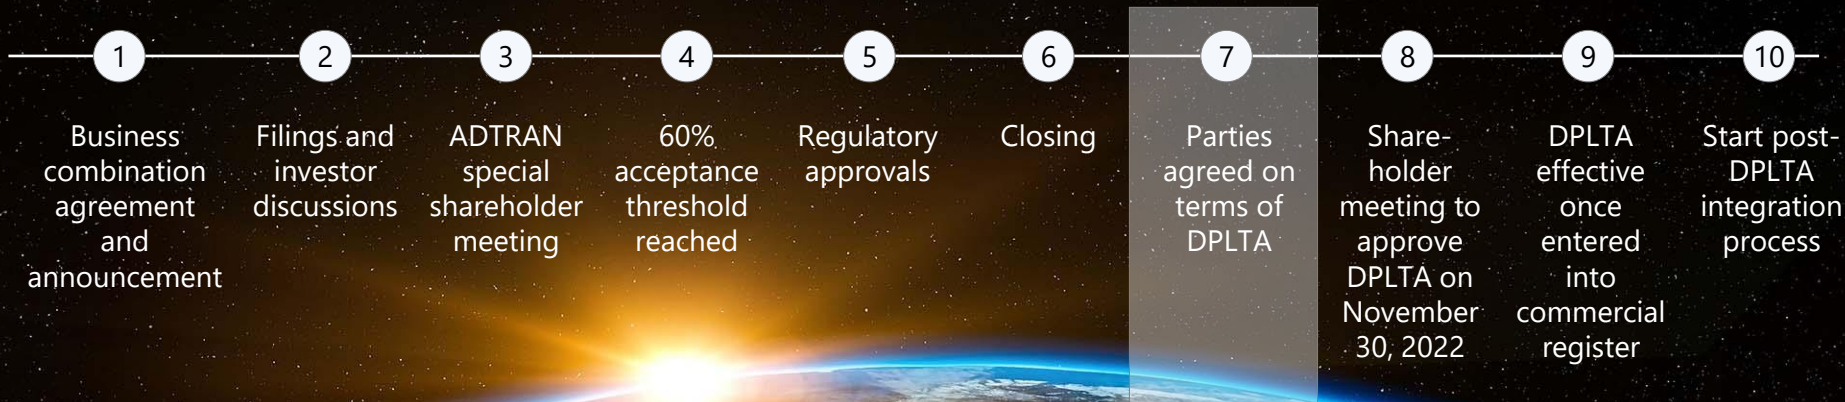 1
Business
combination
agreement
and
announcement
2
Filings and
investor
discussions
3
ADTRAN
special
shareholder
meeting
4
60%
acceptance
threshold
reached
5
Regulatory
approvals
6
Closing
7
Parties
agreed on
terms of
DPLTA
8
Share-
holder
meeting to
approve
DPLTA on
November
30, 2022
9
DPLTA
effective
once
entered
into
commercial
register
10
Start post-
DPLTA
integration
process